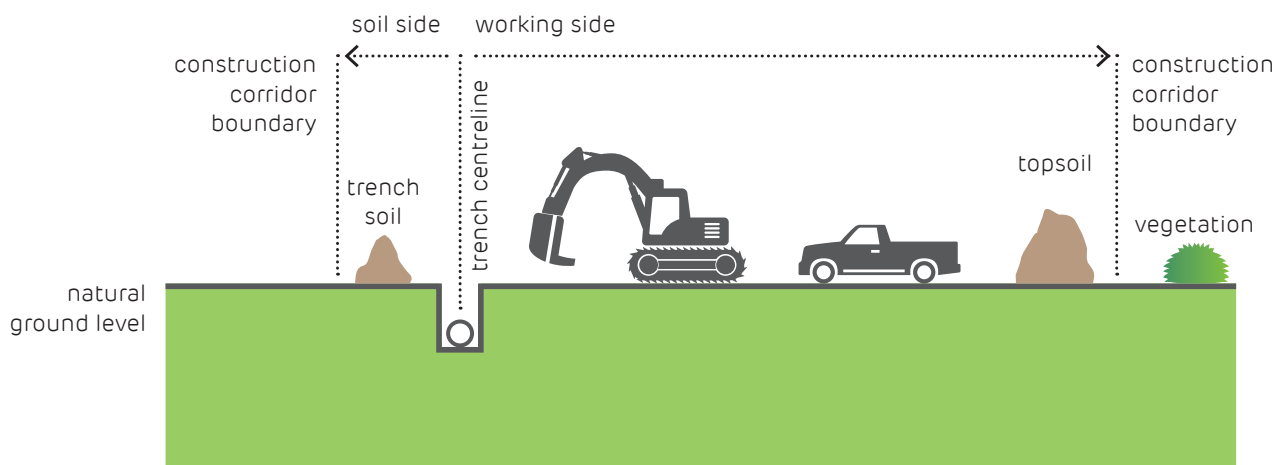 soil side
working side
construction
corridor
boundary
construction
corridor
boundary
trench centreline
trench
soil
topsoil
vegetation
natural
ground level